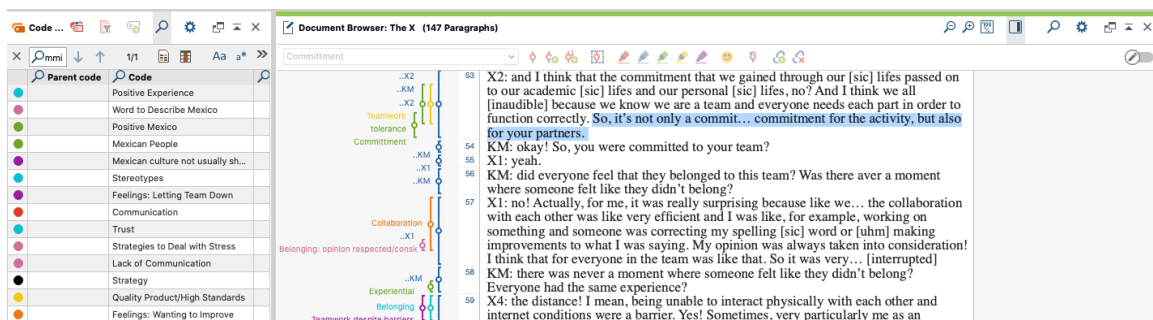 Code ...
Document Browser: The X (147 Paragraphs)
mmi
1/1
Aa
a*
Committment
Parent code
Code
Positive Experience
Word to Describe Mexico
Positive Mexico
Mexican People
Mexican culture not usually sh...
Stereotypes
Feelings: Letting Team Down
Communication
Trust
Strategies to Deal with Stress
Lack of Communication
Strategy
Quality Product/High Standards
Feelings: Wanting to Improve
..X2
..KM
..X2
Teamwork
tolerance
Committment
..KM
..X1
..KM
Collaboration
..X1
Belonging: opinion respected/consid
..KM
Experiential
Belonging
Teamwork despite barriers
53 X2: and I think that the commitment that we gained through our [sic] lifes passed on
to our academic [sic] lifes and our personal [sic] lifes, no? And I think we all
[inaudible] because we know we are a team and everyone needs each part in order to
function correctly. So, it's not only a commit… commitment for the activity, but also
for your partners.
54 KM: okay! So, you were committed to your team?
55 X1: yeah.
56 KM: did everyone feel that they belonged to this team? Was there aver a moment
where someone felt like they didn't belong?
57 X1: no! Actually, for me, it was really surprising because like we… the collaboration
with each other was like very efficient and I was like, for example, working on
something and someone was correcting my spelling [sic] word or [uhm] making
improvements to what I was saying. My opinion was always taken into consideration!
I think that for everyone in the team was like that. So it was very… [interrupted]
58 KM: there was never a moment where someone felt like they didn't belong?
Everyone had the same experience?
59 X4: the distance! I mean, being unable to interact physically with each other and
internet conditions were a barrier. Yes! Sometimes, very particularly me as an